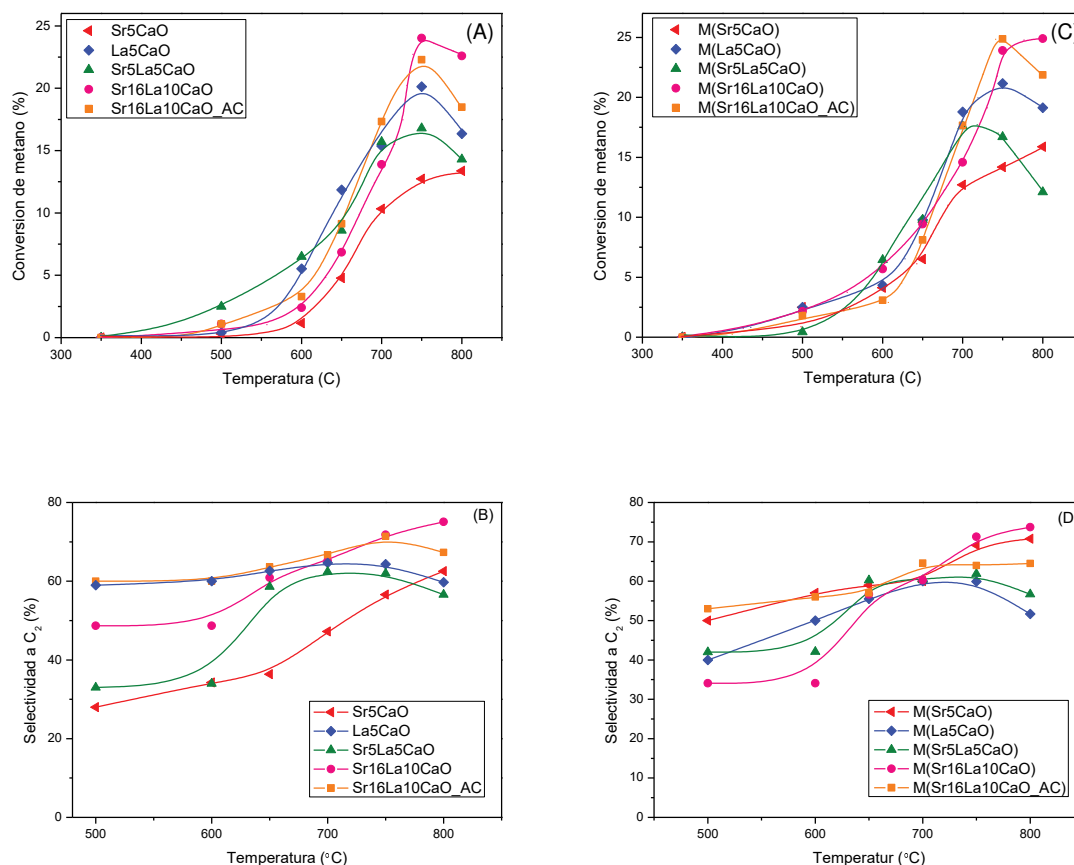 (A)
Sr5CaO
La5CaO
Sr5La5CaO
Sr16La10CaO
Sr16La10CaO_AC
25
20
15
10
5
0
300 400 500 600 700 800
Conversion de metano (%)
Temperatura (C)
(C)
M(Sr5CaO)
M(La5CaO)
M(Sr5La5CaO)
M(Sr16La10CaO)
M(Sr16La10CaO_AC)
25
20
15
10
5
0
300 400 500 600 700 800
Conversion de metano (%)
Temperatura (C)
(B)
80
60
40
20
0
Sr5CaO
La5CaO
Sr5La5CaO
Sr16La10CaO
Sr16La10CaO_AC
500 600 700 800
Selectividad a C2 (%)
Temperatura (°C)
(D
80
70
60
50
40
30
20
10
0
M(Sr5CaO)
M(La5CaO)
M(Sr5La5CaO)
M(Sr16La10CaO)
M(Sr16La10CaO_AC)
500 600 700 800
Selectividad a C2 (%)
Temperatur (°C)